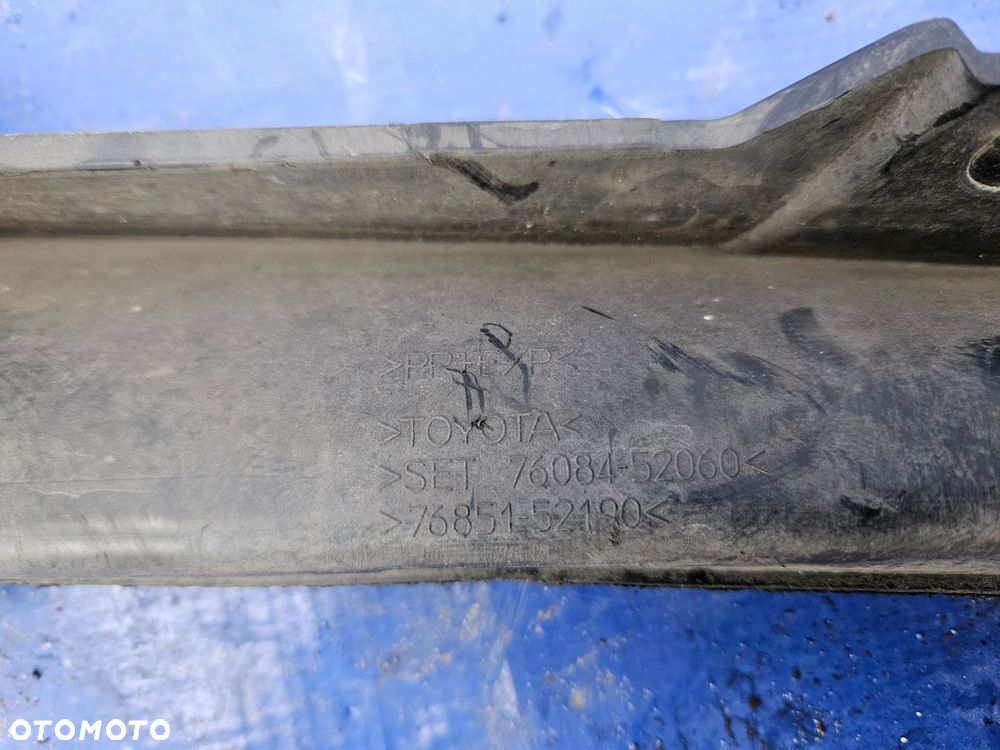 >PP+E/P<
>TOYOTA<
>SET 76084-52060<
>76851-52190<
OTOMOTO